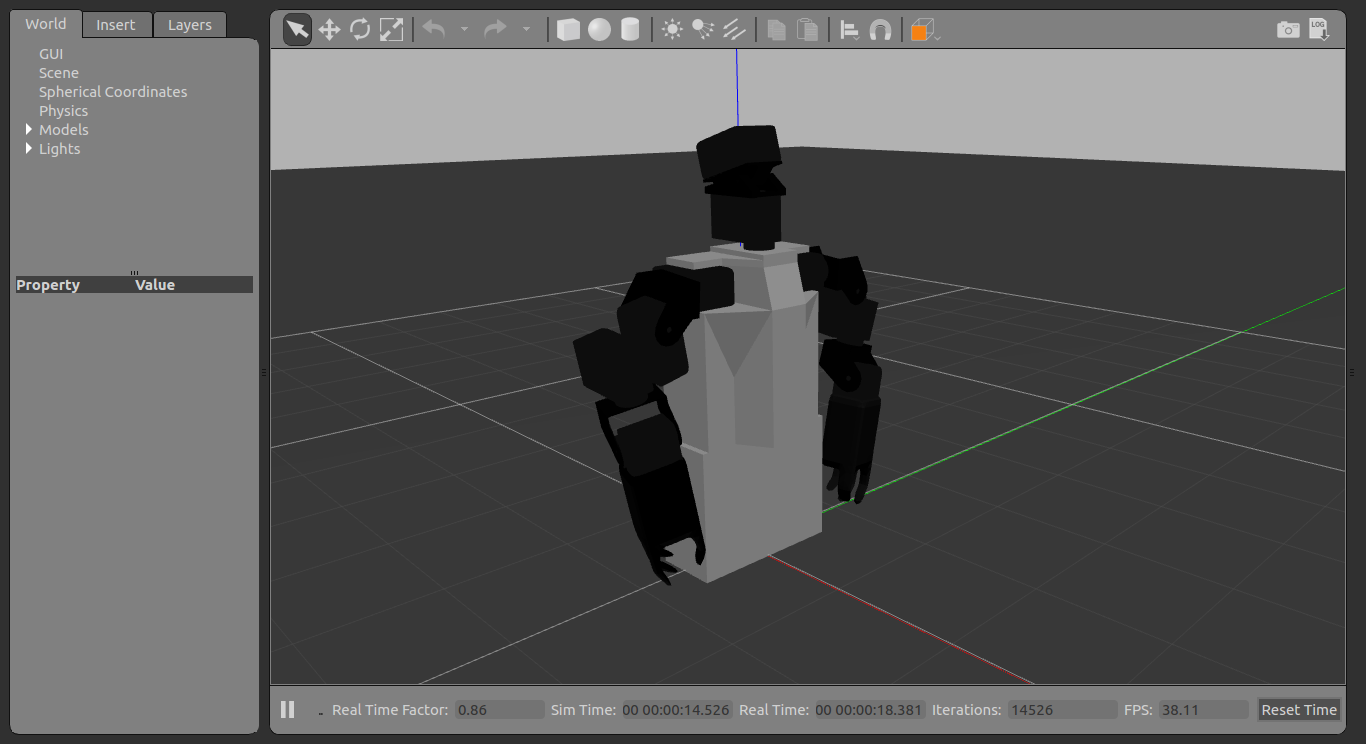 World Insert Layers
GUI
Scene
Spherical Coordinates
Physics
Models
Lights
Property Value
LOG
Real Time Factor: 0.86 Sim Time: 00 00:00:14.526 Real Time: 00 00:00:18.381 Iterations: 14526 FPS: 38.11 Reset Time